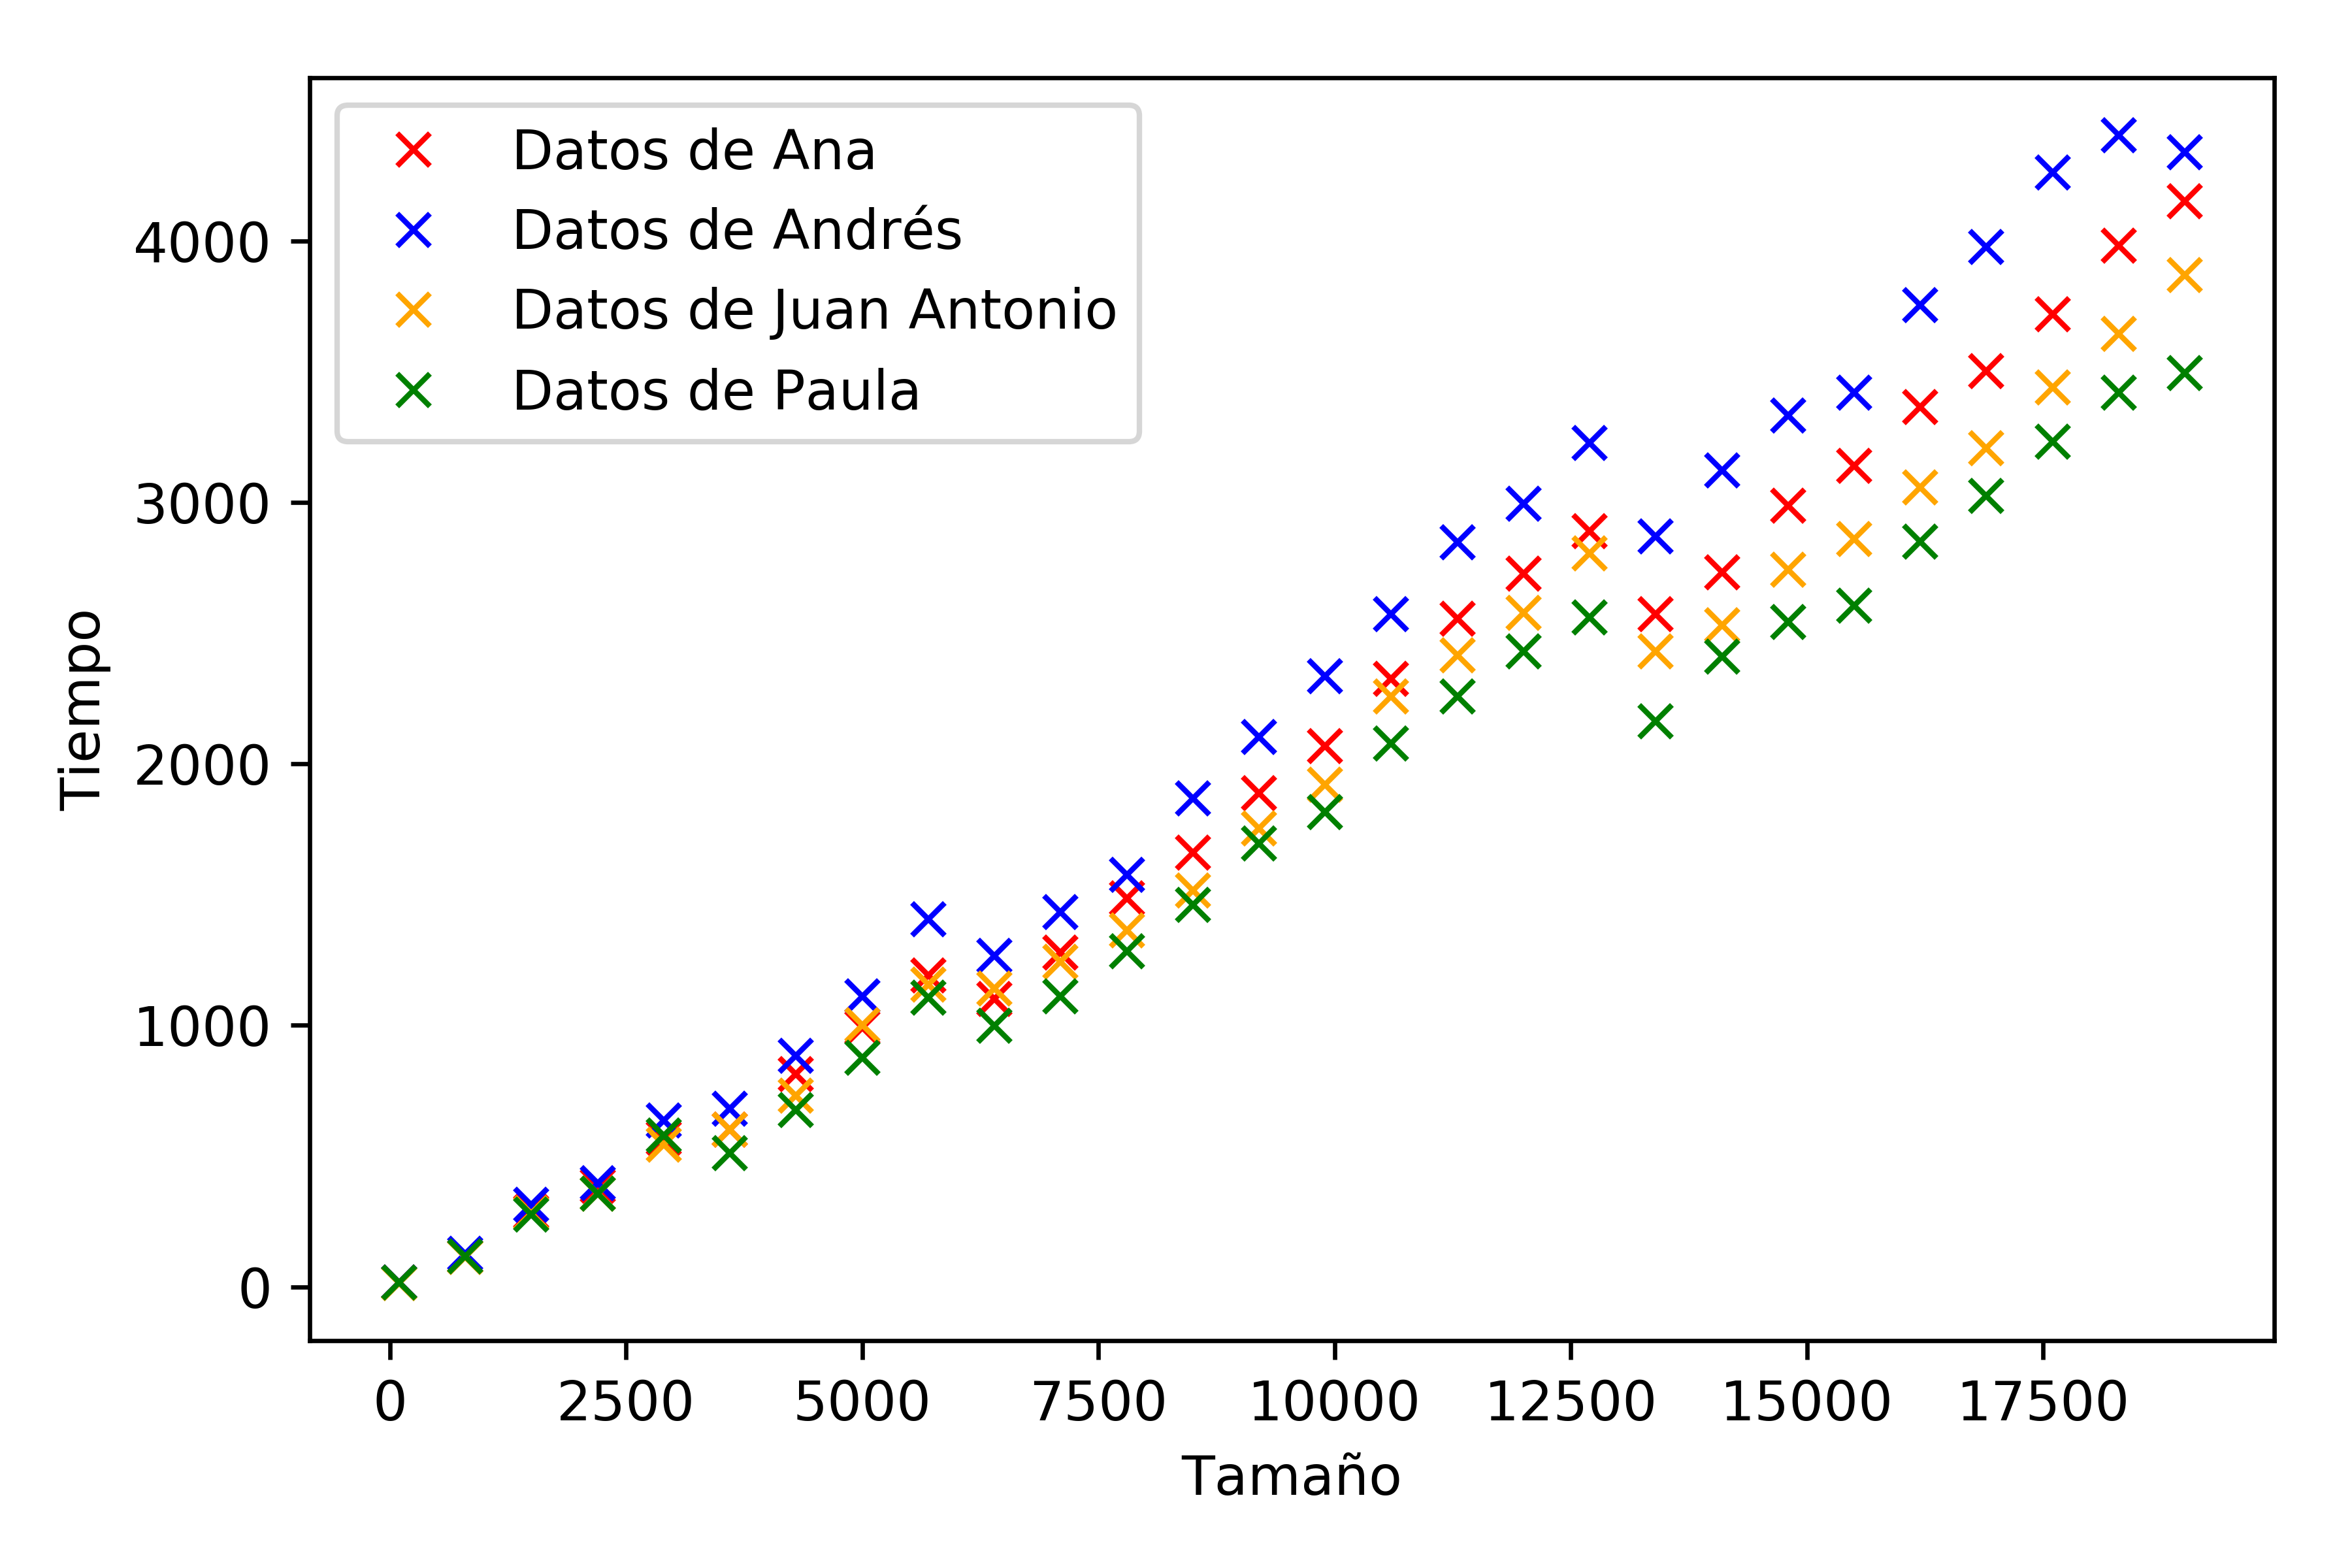 Datos de Ana
Datos de Andrés
Datos de Juan Antonio
Datos de Paula
4000
3000
2000
1000
0
Tiempo
0 2500 5000 7500 10000 12500 15000 17500
Tamaño